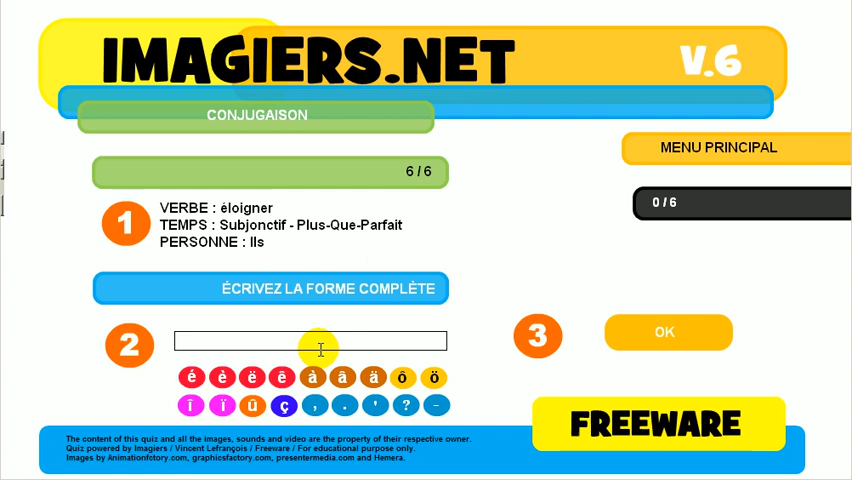 IMAGIERS.NET
V.6
CONJUGAISON
MENU PRINCIPAL
6 / 6
0 / 6
1
VERBE : éloigner
TEMPS : Subjonctif - Plus-Que-Parfait
PERSONNE : Ils
ÉCRIVEZ LA FORME COMPLÈTE
2
3
OK
é è ë ê à â ä ô ö
î ï û ç , . ' ? -
FREEWARE
The content of this quiz and all the images, sounds and video are the property of their respective owner.
Quiz powered by Imagiers / Vincent Lefrançois / Freeware / For educational purpose only.
Images by Animationfctory.com, graphicsfactory.com, presentermedia.com and Hemera.